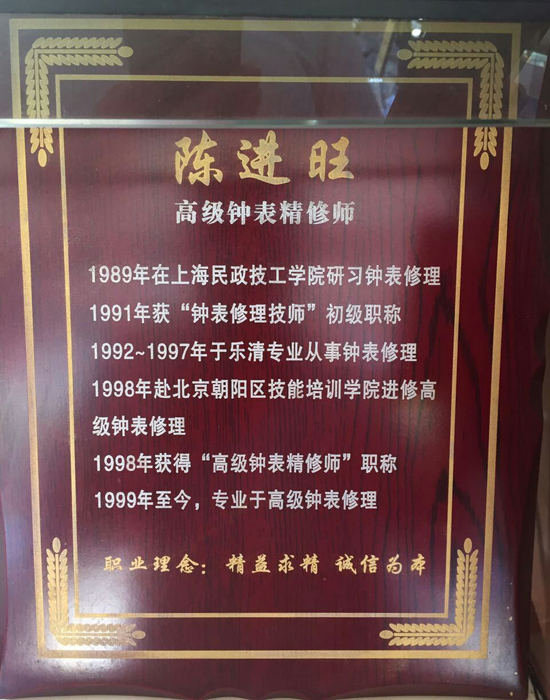 陈进旺
高级钟表精修师
1989年在上海民政技工学院研习钟表修理
1991年获“钟表修理技师”初级职称
1992~1997年于乐清专业从事钟表修理
1998年赴北京朝阳区技能培训学院进修高
级钟表修理
1998年获得“高级钟表精修师”职称
1999年至今，专业于高级钟表修理
职业理念：精益求精 诚信为本